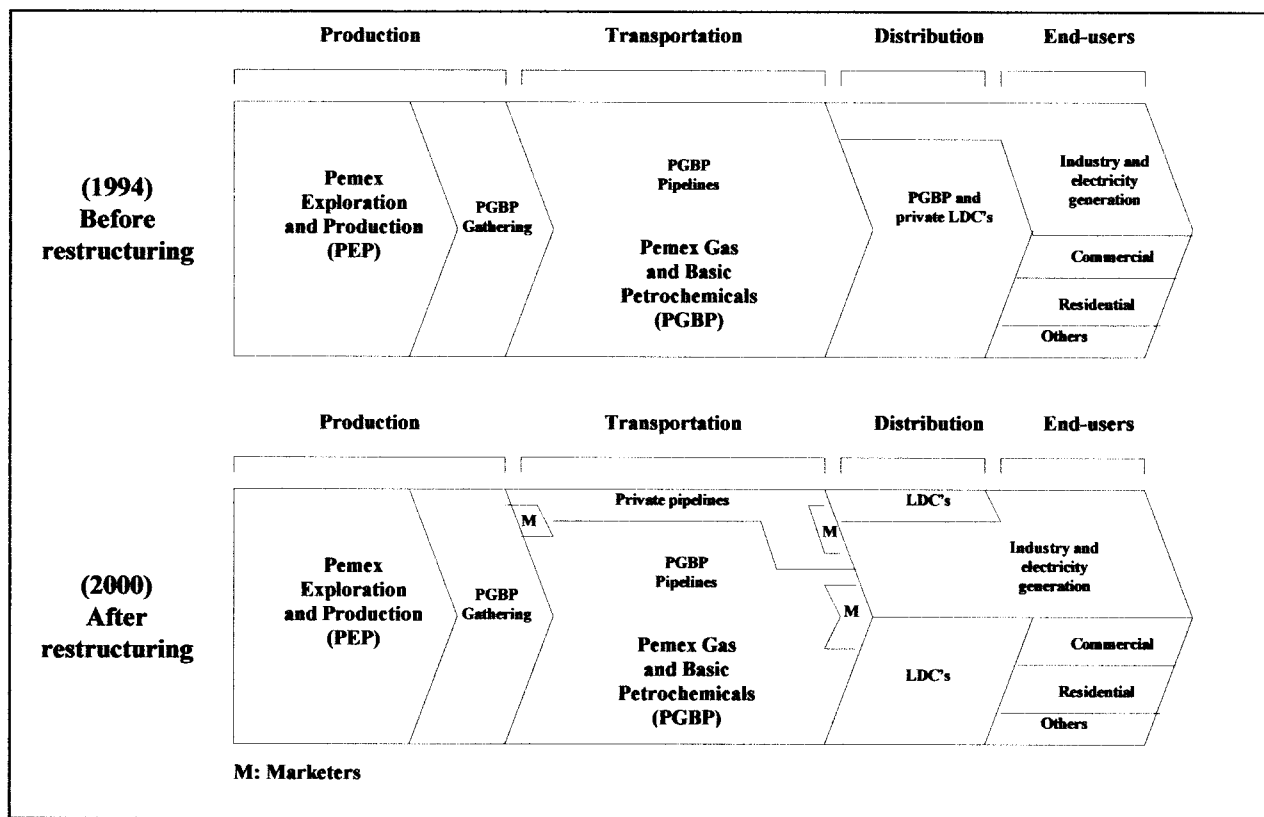 Production
Transportation
Distribution
End-users
(1994)
Before
restructuring
Pemex
Exploration
and Production
(PEP)
PGBP
Gathering
PGBP
Pipelines
Pemex Gas
and Basic
Petrochemicals
(PGBP)
PGBP and
private LDC's
Industry and
electricity
generation
Commercial
Residential
Others
Production
Transportation
Distribution
End-users
(2000)
After
restructuring
Pemex
Exploration
and Production
(PEP)
PGBP
Gathering
M
Private pipelines
PGBP
Pipelines
Pemex Gas
and Basic
Petrochemicals
(PGBP)
M
M
LDC's
LDC's
Industry and
electricity
generation
Commercial
Residential
Others
M: Marketers